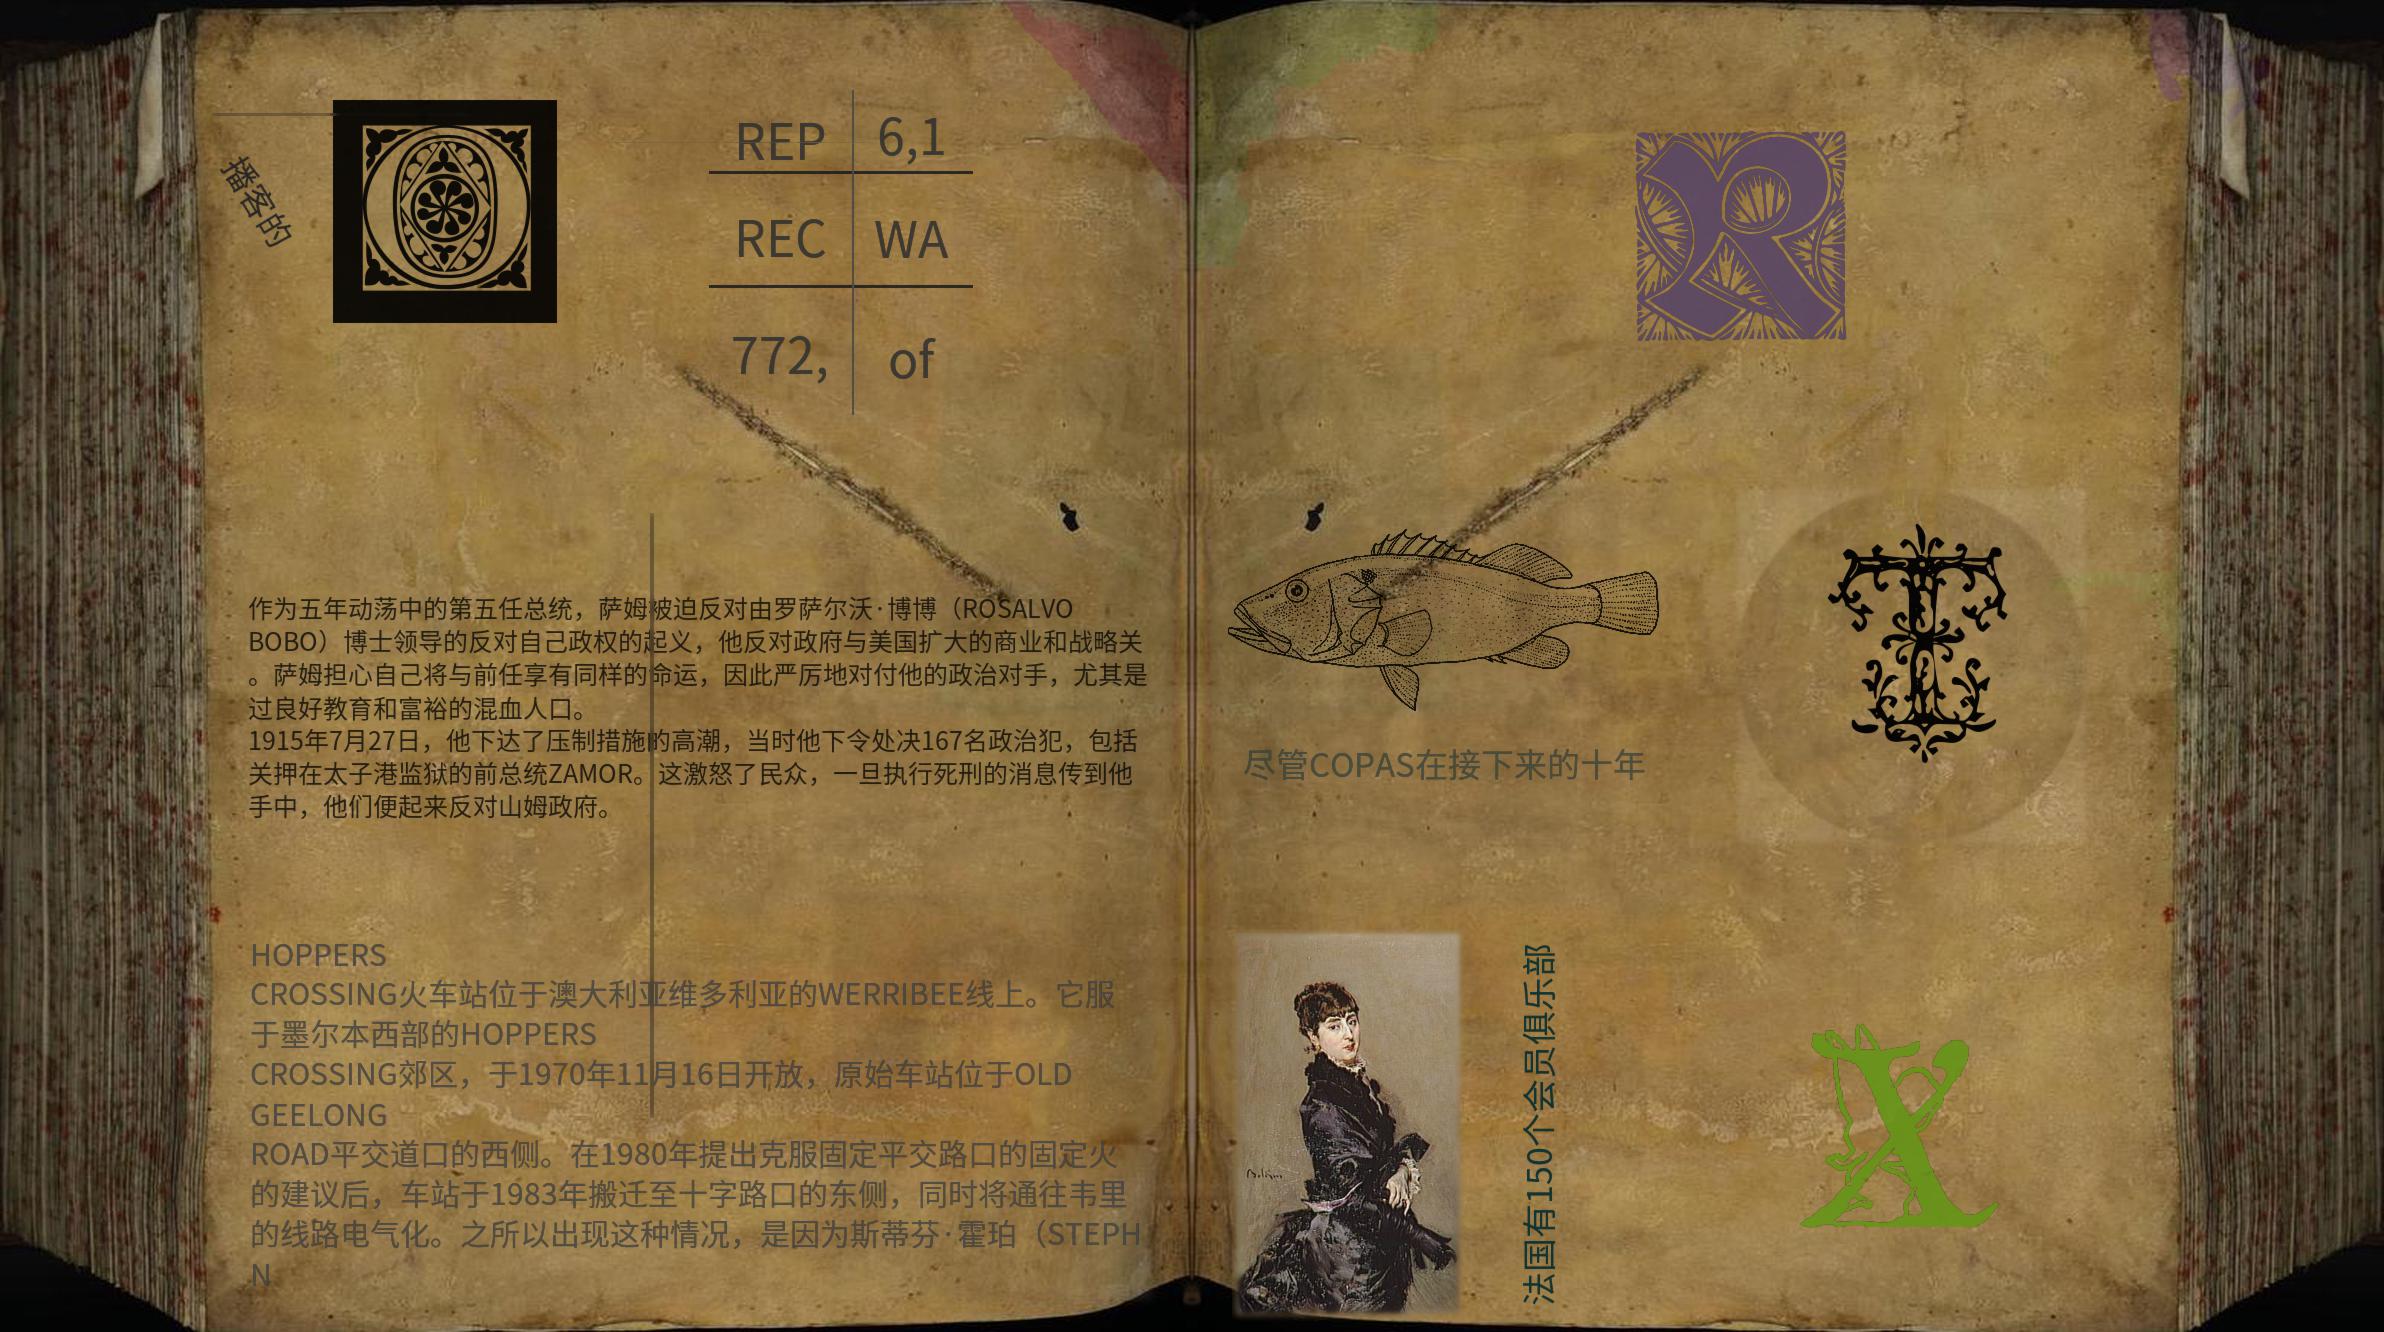 播客的
O
REP 6,1
REC WA
772, of
作为五年动荡中的第五任总统，萨姆被迫反对由罗萨尔沃·博博（ROSALVO
BOBO）博士领导的反对自己政权的起义，他反对政府与美国扩大的商业和战略关
。萨姆担心自己将与前任享有同样的命运，因此严厉地对付他的政治对手，尤其是
过良好教育和富裕的混血人口。
1915年7月27日，他下达了压制措施的高潮，当时他下令处决167名政治犯，包括
关押在太子港监狱的前总统ZAMOR。这激怒了民众，一旦执行死刑的消息传到他
手中，他们便起来反对山姆政府。
HOPPERS
CROSSING火车站位于澳大利亚维多利亚的WERRIBEE线上。它服
于墨尔本西部的HOPPERS
CROSSING郊区，于1970年11月16日开放，原始车站位于OLD
GEELONG
ROAD平交道口的西侧。在1980年提出克服固定平交路口的固定火
的建议后，车站于1983年搬迁至十字路口的东侧，同时将通往韦里
的线路电气化。之所以出现这种情况，是因为斯蒂芬·霍珀（STEPH
N
R
T
尽管COPAS在接下来的十年
法国有150个会员俱乐部
X